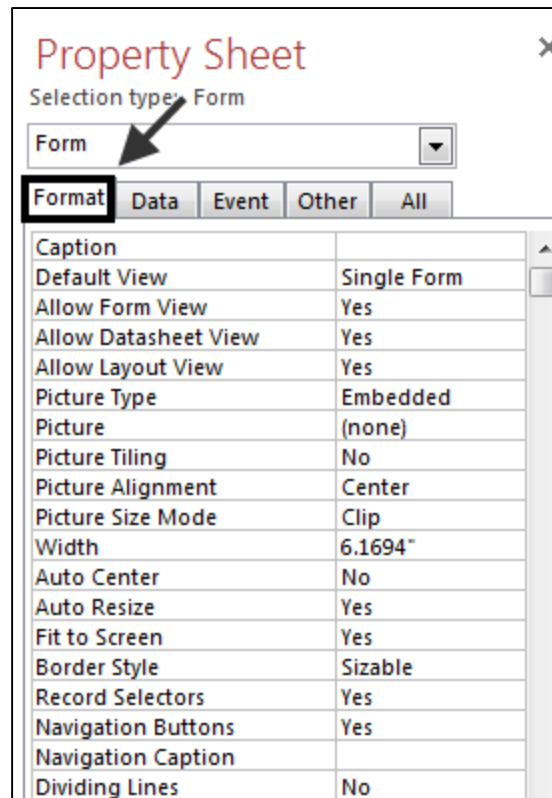 Property Sheet
Selection type: Form
Form
Format Data Event Other All
Caption
Default View Single Form
Allow Form View Yes
Allow Datasheet View Yes
Allow Layout View Yes
Picture Type Embedded
Picture (none)
Picture Tiling No
Picture Alignment Center
Picture Size Mode Clip
Width 6.1694"
Auto Center No
Auto Resize Yes
Fit to Screen Yes
Border Style Sizable
Record Selectors Yes
Navigation Buttons Yes
Navigation Caption
Dividing Lines No